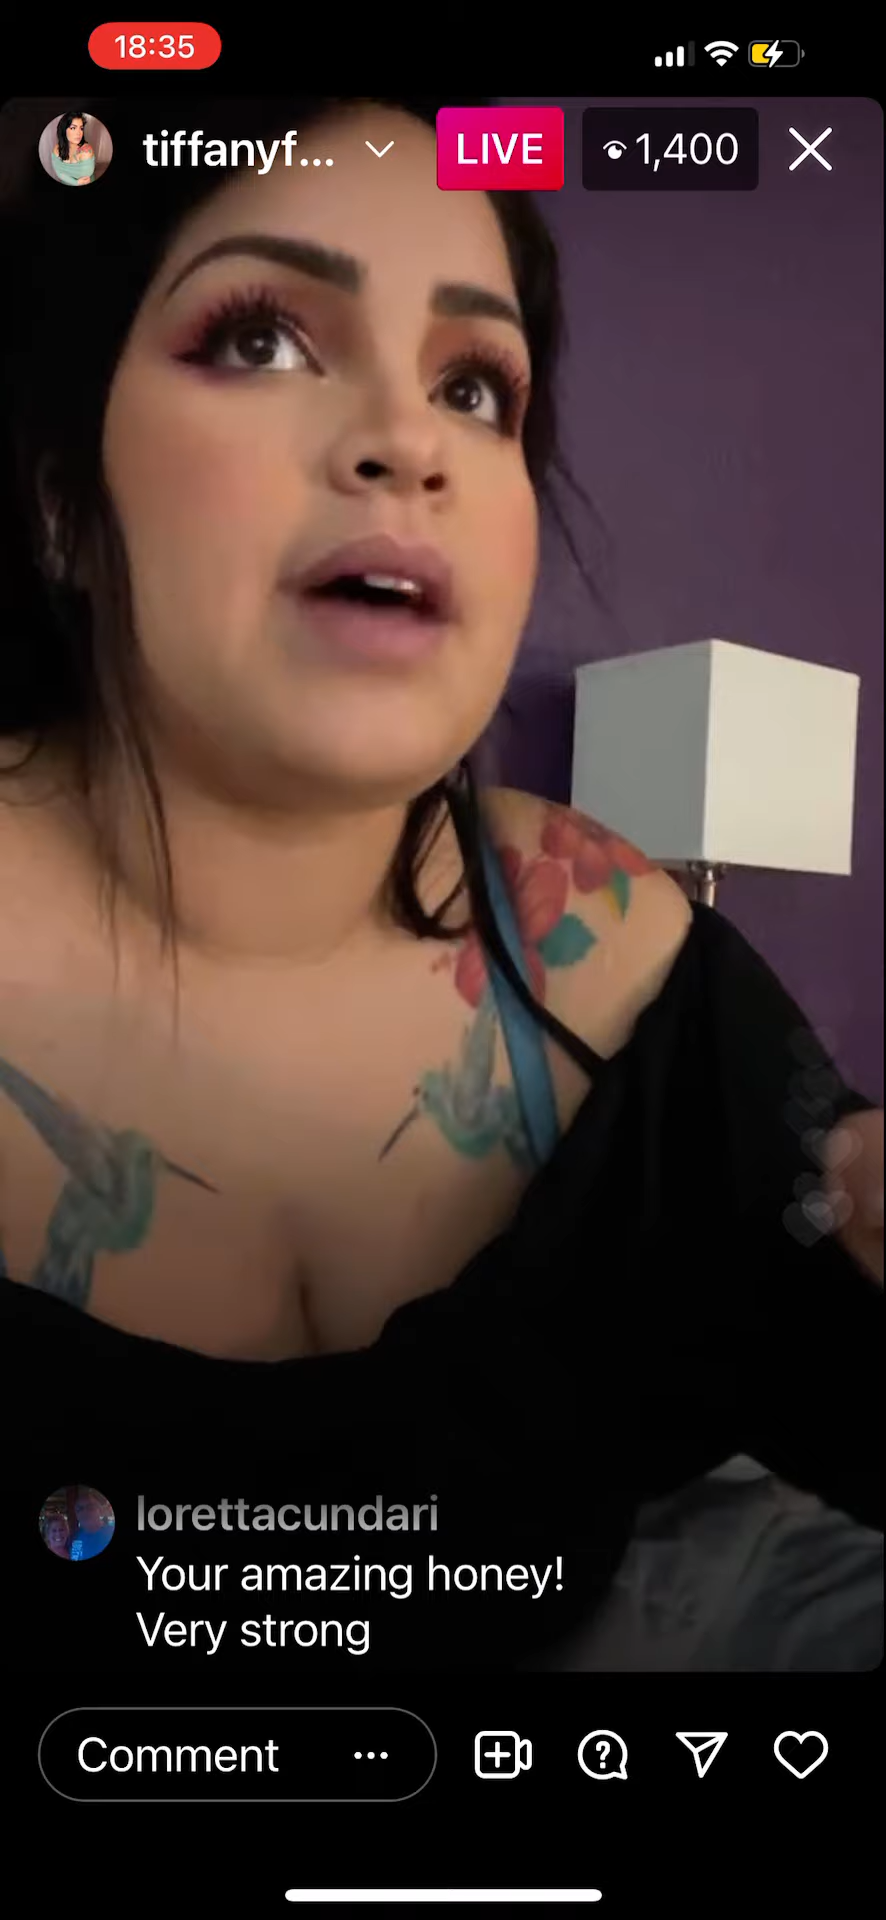 18:35
tiffanyf...
LIVE
1,400
lorettacundari
Your amazing honey!
Very strong
Comment